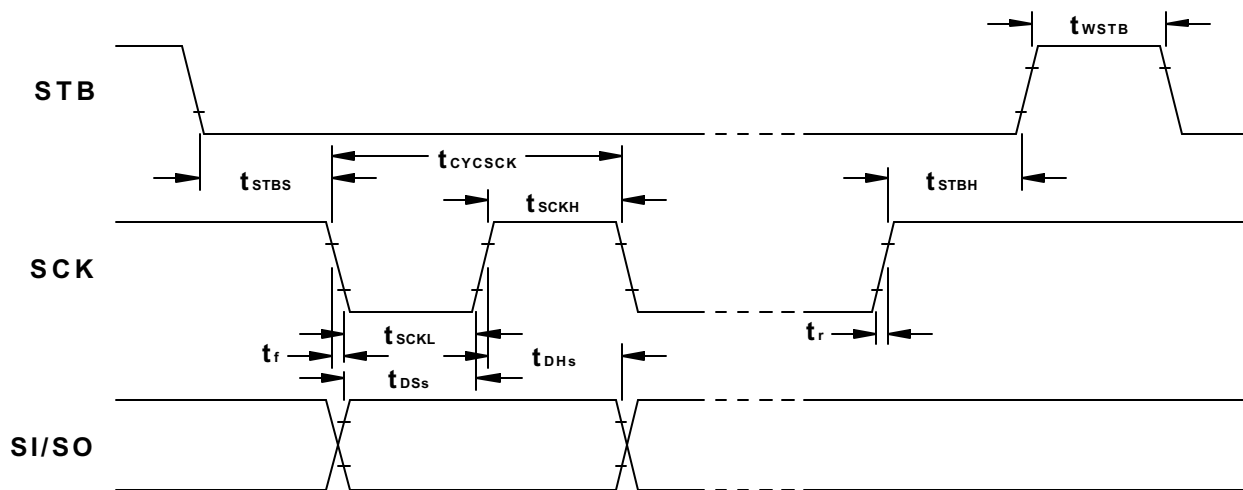 tWSTB
STB
tCYCSCK
tSTBS
tSTBH
tSCKH
SCK
tSCKL
tr
tf
tDHs
tDSs
SI/SO